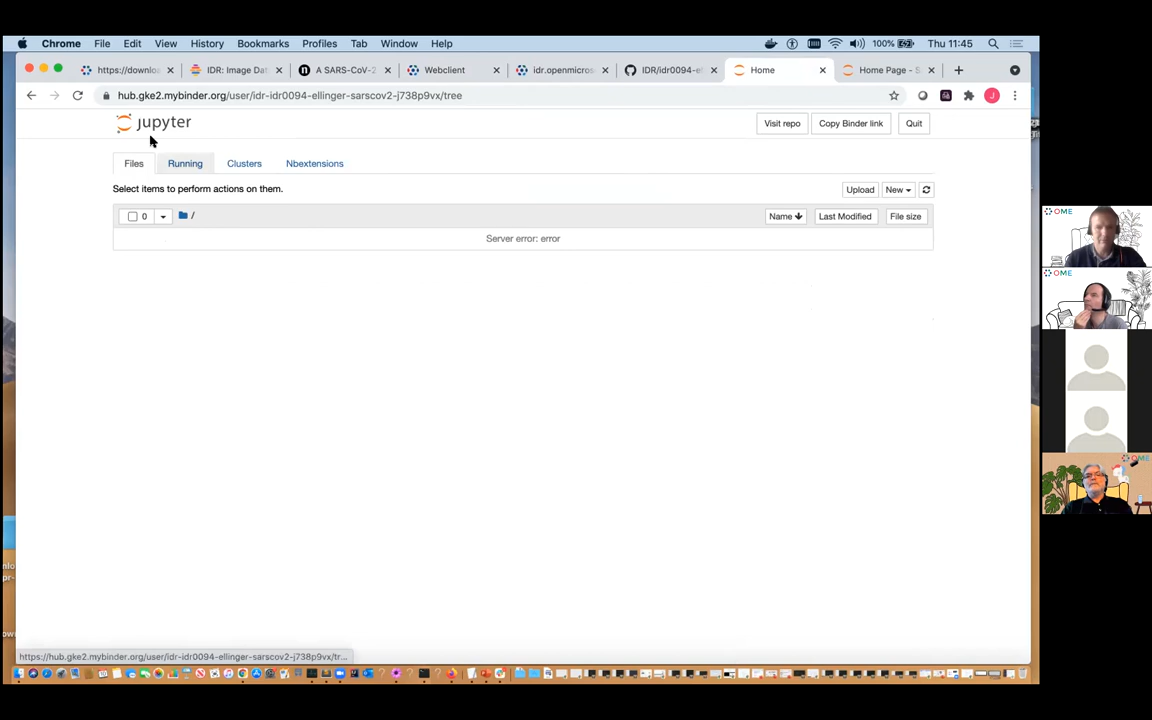 Chrome File Edit View History Bookmarks Profiles Tab Window Help 100% Thu 11:45
https://downloa IDR: Image Dat A SARS-CoV-2 Webclient idr.openmicros IDR/idr0094-el Home Home Page - S
hub.gke2.mybinder.org/user/idr-idr0094-ellinger-sarscov2-j738p9vx/tree J
jupyter Visit repo Copy Binder link Quit
Files Running Clusters Nbextensions
Select items to perform actions on them. Upload New
0 / Name Last Modified File size
Server error: error
https://hub.gke2.mybinder.org/user/idr-idr0094-ellinger-sarscov2-j738p9vx/tr...
OME
OME
OME